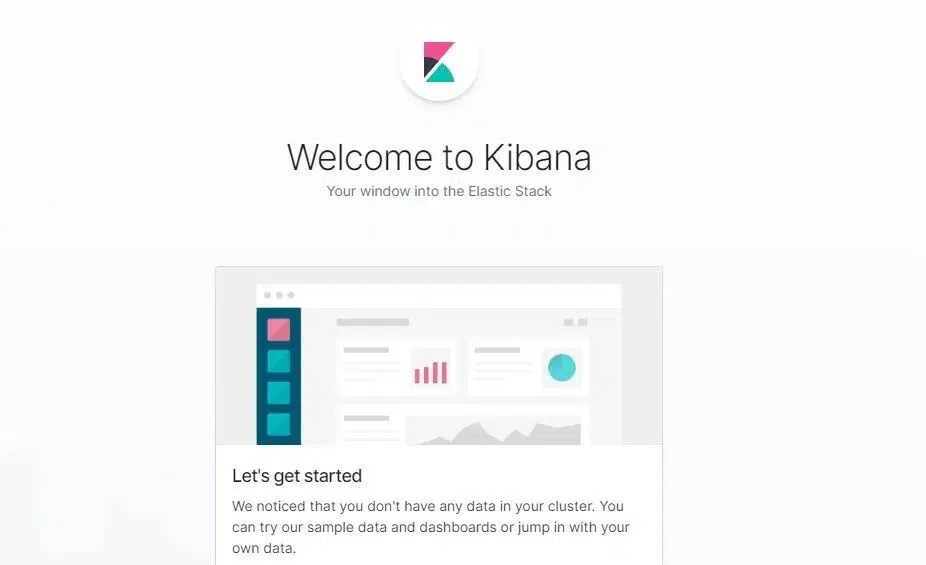 Welcome to Kibana
Your window into the Elastic Stack
Let's get started
We noticed that you don't have any data in your cluster. You
can try our sample data and dashboards or jump in with your
own data.